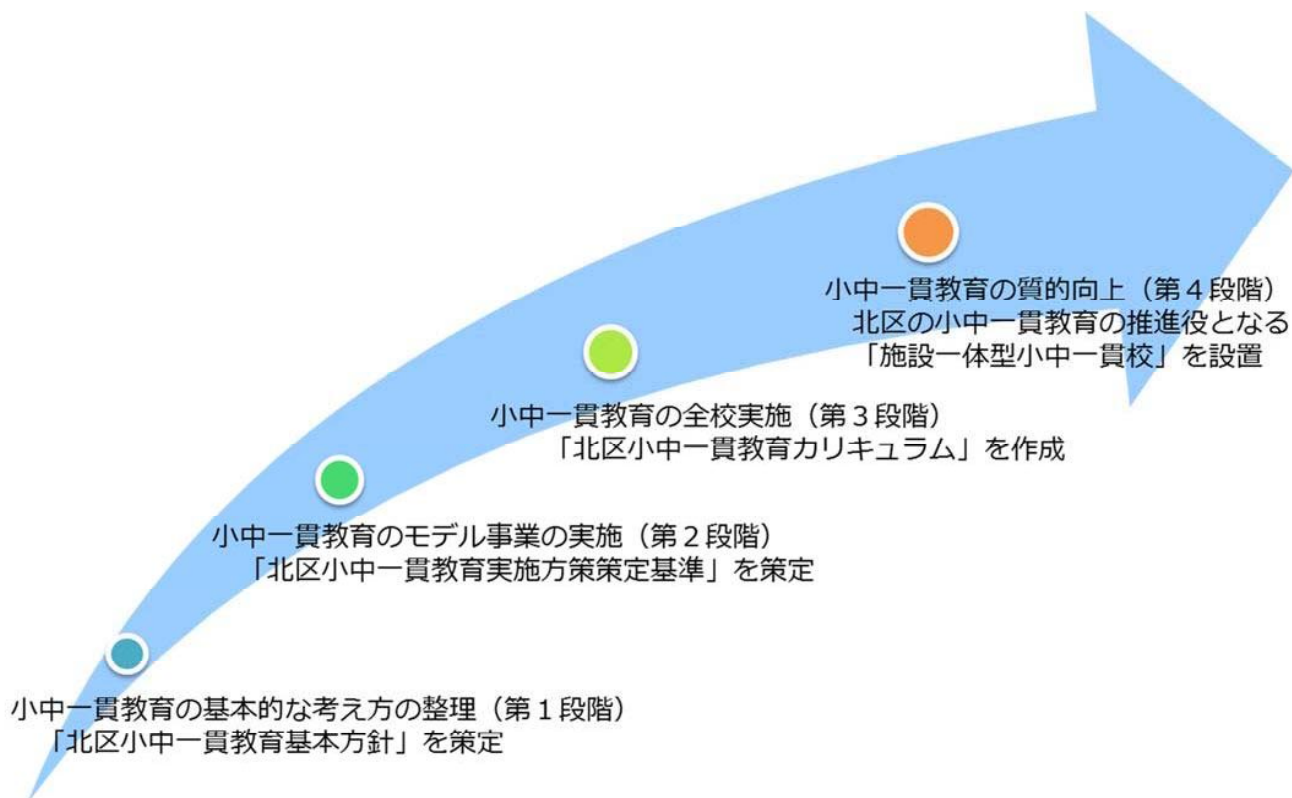 小中一貫教育の質的向上（第４段階）
北区の小中一貫教育の推進役となる
「施設一体型小中一貫校」を設置
小中一貫教育の全校実施（第３段階）
「北区小中一貫教育カリキュラム」を作成
小中一貫教育のモデル事業の実施（第２段階）
「北区小中一貫教育実施方策策定基準」を策定
小中一貫教育の基本的な考え方の整理（第１段階）
「北区小中一貫教育基本方針」を策定